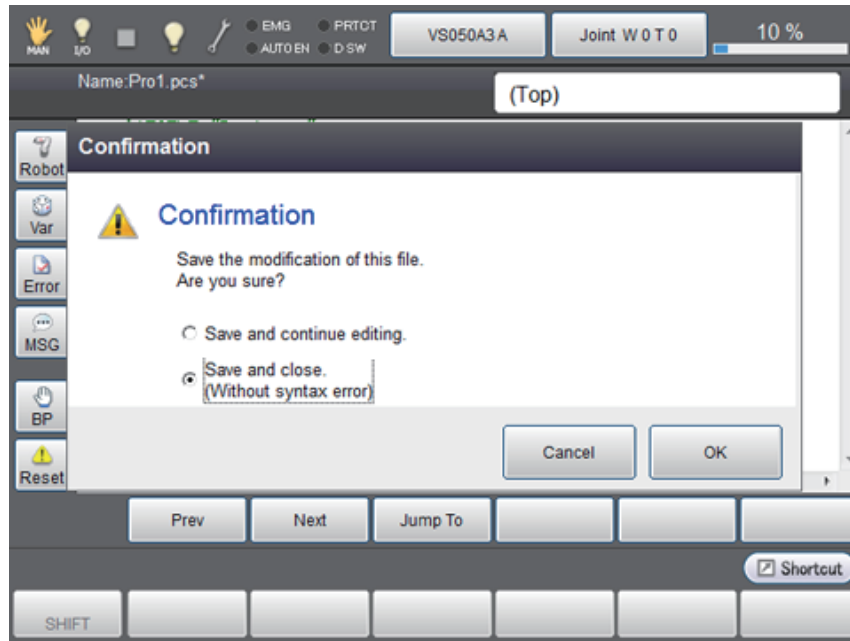 MAN
I/O
EMG
PRTCT
AUTO EN
D SW
VS050A3 A
Joint W 0 T 0
10 %
Name:Pro1.pcs*
(Top)
Robot
Var
Error
MSG
BP
Reset
Confirmation
Confirmation
Save the modification of this file.
Are you sure?
Save and continue editing.
Save and close.
(Without syntax error)
Cancel
OK
Prev
Next
Jump To
Shortcut
SHIFT